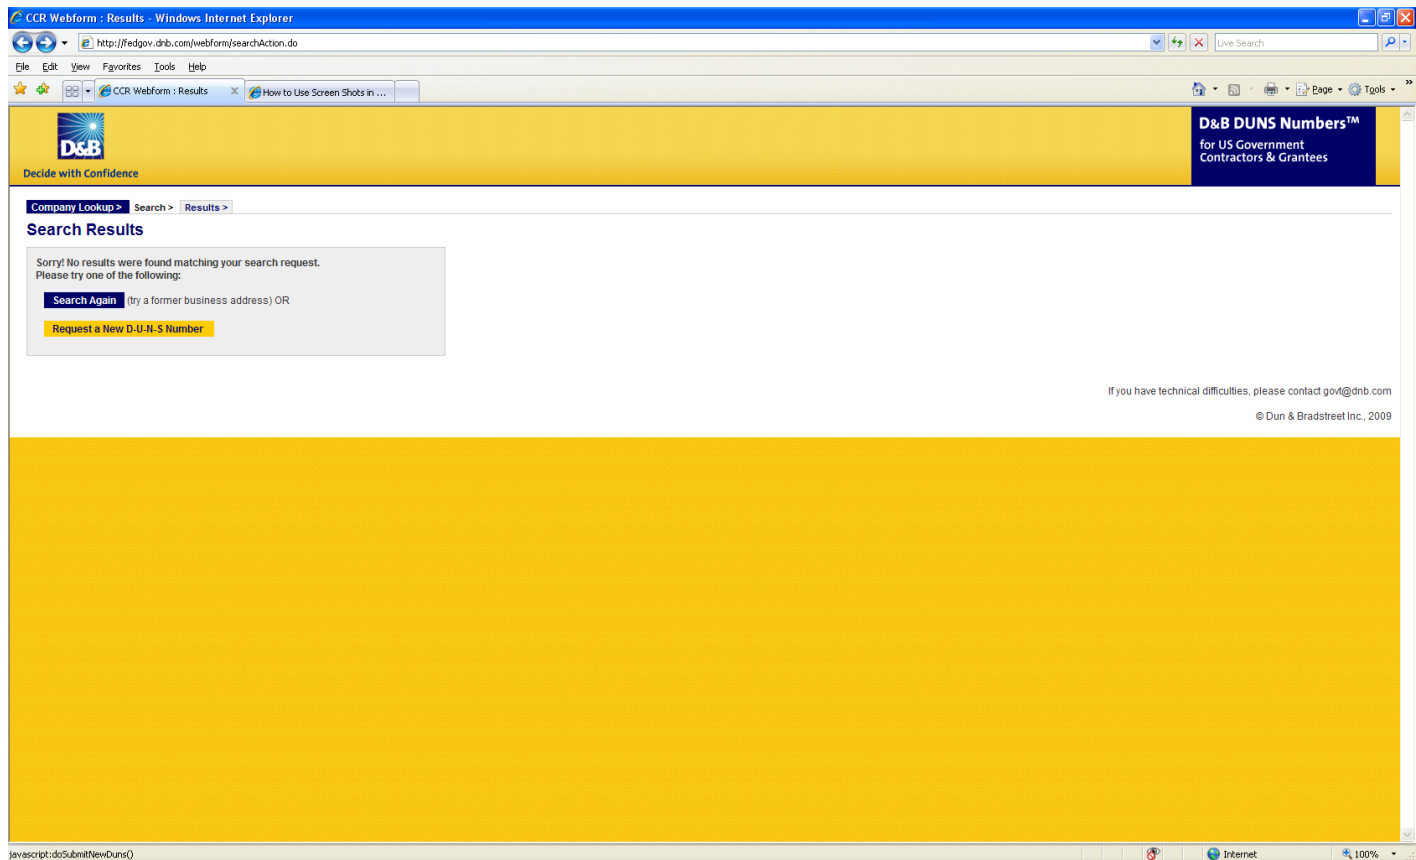 CCR Webform : Results - Windows Internet Explorer
http://fedgov.dnb.com/webform/searchAction.do
Live Search
File Edit View Favorites Tools Help
CCR Webform : Results X How to Use Screen Shots in ...
Page Tools »
D&B
Decide with Confidence
D&B DUNS Numbers™
for US Government
Contractors & Grantees
Company Lookup > Search > Results >
Search Results
Sorry! No results were found matching your search request.
Please try one of the following:
Search Again (try a former business address) OR
Request a New D-U-N-S Number
If you have technical difficulties, please contact govt@dnb.com
© Dun & Bradstreet Inc., 2009
javascript:doSubmitNewDuns()
Internet
100%